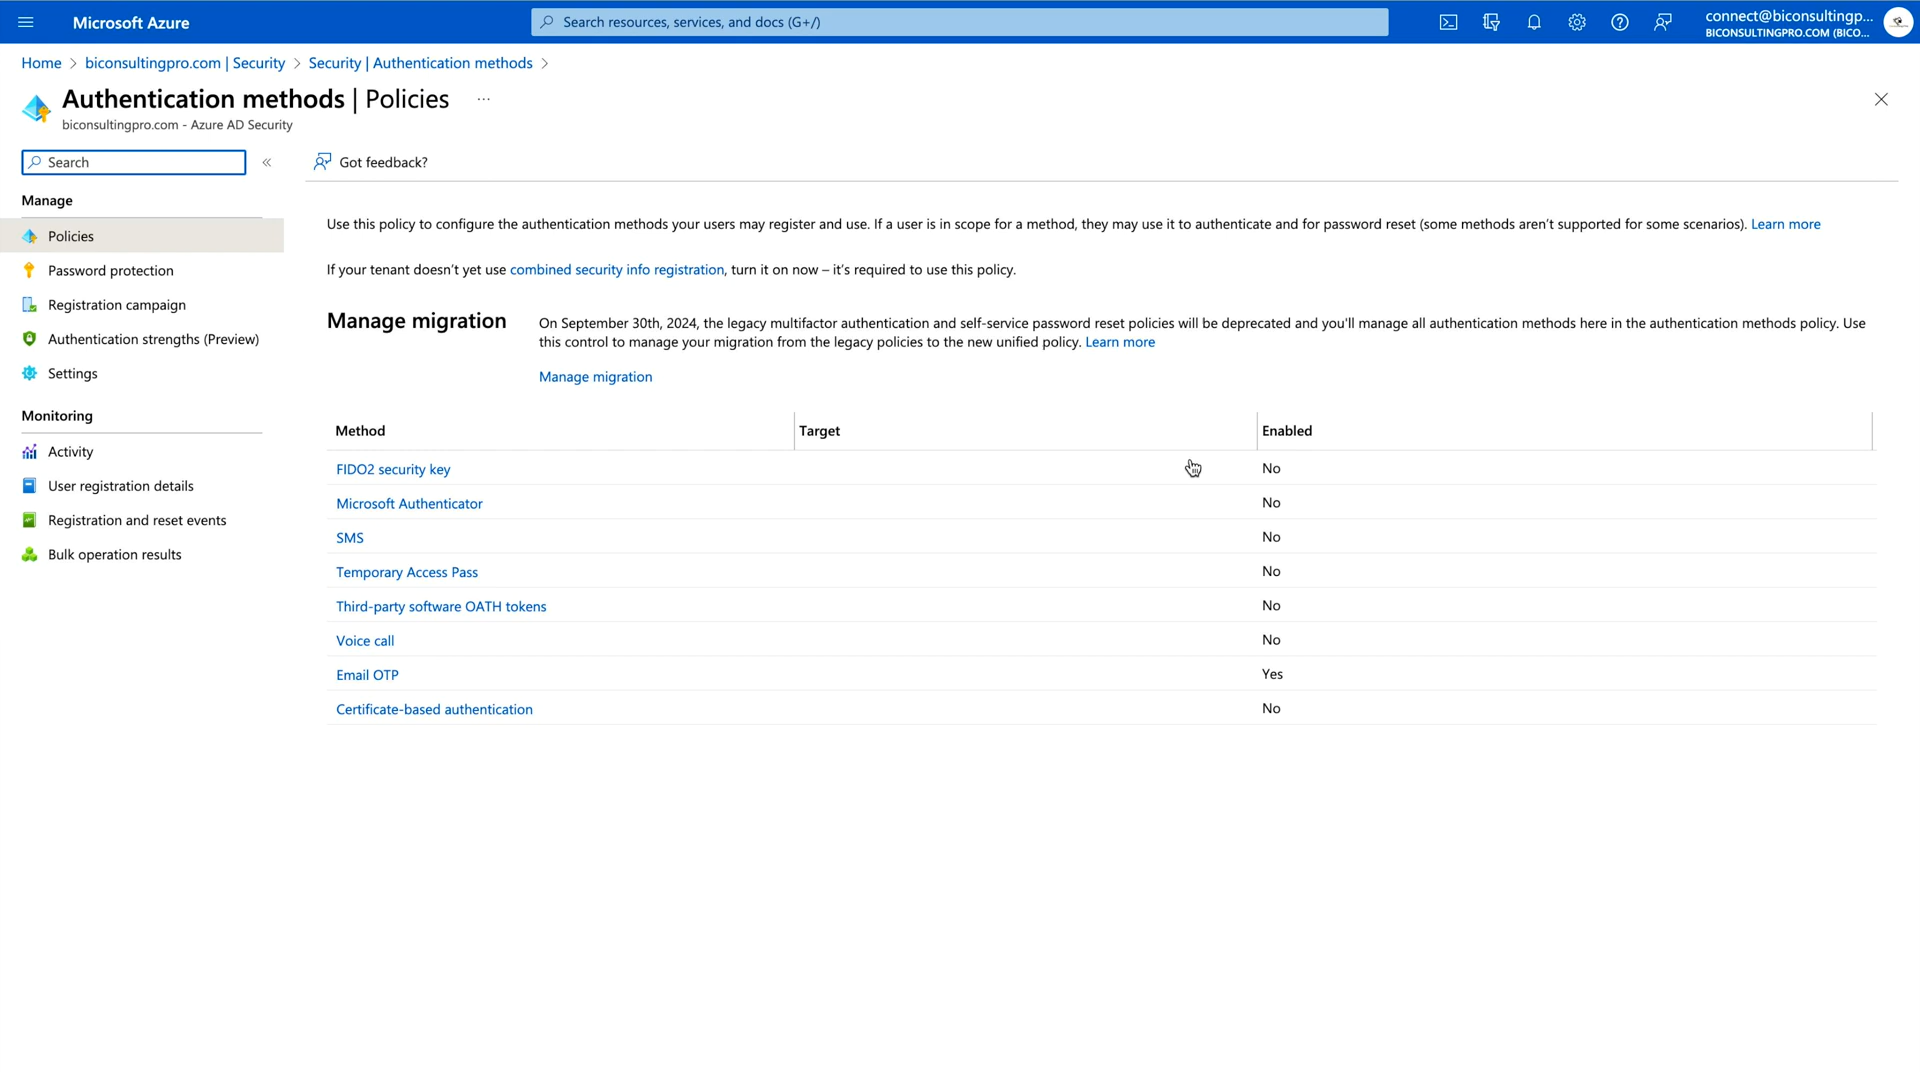 Microsoft Azure
Search resources, services, and docs (G+/)
connect@biconsultingp...
BICONSULTINGPRO.COM (BICO...
Home > biconsultingpro.com | Security > Security | Authentication methods >
Authentication methods | Policies ...
biconsultingpro.com - Azure AD Security
Search «
Got feedback?
Manage
Policies
Password protection
Registration campaign
Authentication strengths (Preview)
Settings
Monitoring
Activity
User registration details
Registration and reset events
Bulk operation results
Use this policy to configure the authentication methods your users may register and use. If a user is in scope for a method, they may use it to authenticate and for password reset (some methods aren’t supported for some scenarios). Learn more
If your tenant doesn’t yet use combined security info registration, turn it on now – it’s required to use this policy.
Manage migration
On September 30th, 2024, the legacy multifactor authentication and self-service password reset policies will be deprecated and you'll manage all authentication methods here in the authentication methods policy. Use
this control to manage your migration from the legacy policies to the new unified policy. Learn more
Manage migration
Method Target Enabled
FIDO2 security key No
Microsoft Authenticator No
SMS No
Temporary Access Pass No
Third-party software OATH tokens No
Voice call No
Email OTP Yes
Certificate-based authentication No